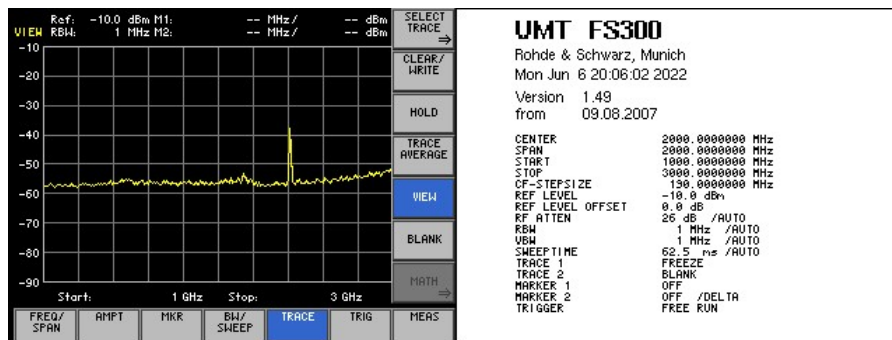 Ref: -10.0 dBm M1: -- MHz/ -- dBm
VIEW RBW: 1 MHz M2: -- MHz/ -- dBm
-10
-20
-30
-40
-50
-60
-70
-80
-90
Start: 1 GHz Stop: 3 GHz
SELECT
TRACE
⇒
CLEAR/
WRITE
HOLD
TRACE
AVERAGE
VIEW
BLANK
MATH
⇒
FREQ/
SPAN
AMPT
MKR
BW/
SWEEP
TRACE
TRIG
MEAS
UMT FS300
Rohde & Schwarz, Munich
Mon Jun 6 20:06:02 2022
Version 1.49
from 09.08.2007
CENTER 2000.0000000 MHz
SPAN 2000.0000000 MHz
START 1000.0000000 MHz
STOP 3000.0000000 MHz
CF-STEPSIZE 190.0000000 MHz
REF LEVEL -10.0 dBm
REF LEVEL OFFSET 0.0 dB
RF ATTEN 26 dB /AUTO
RBW 1 MHz /AUTO
VBW 1 MHz /AUTO
SWEEPTIME 62.5 ms /AUTO
TRACE 1 FREEZE
TRACE 2 BLANK
MARKER 1 OFF
MARKER 2 OFF /DELTA
TRIGGER FREE RUN